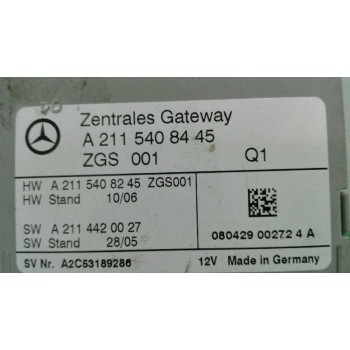 Zentrales Gateway
A 211 540 84 45
ZGS 001 Q1
HW A 211 540 82 45 ZGS001
HW Stand 10/06
SW A 211 442 00 27
SW Stand 28/05
080429 00272 4 A
SV Nr. A2C53189286 12V Made in Germany